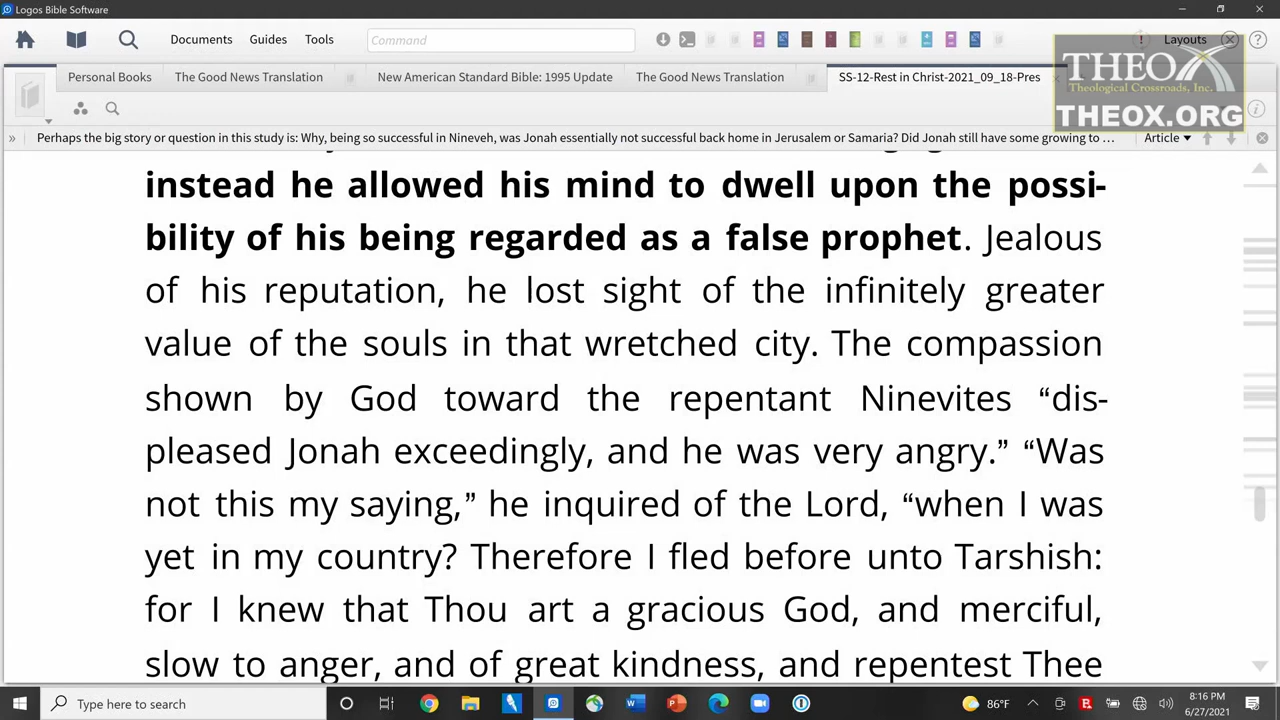 Logos Bible Software
Documents Guides Tools Command Layouts
Personal Books The Good News Translation New American Standard Bible: 1995 Update The Good News Translation SS-12-Rest in Christ-2021_09_18-Pres
THEOX
Theological Crossroads, Inc.
THEOX.ORG
» Perhaps the big story or question in this study is: Why, being so successful in Nineveh, was Jonah essentially not successful back home in Jerusalem or Samaria? Did Jonah still have some growing to ... Article
instead he allowed his mind to dwell upon the possi-
bility of his being regarded as a false prophet. Jealous
of his reputation, he lost sight of the infinitely greater
value of the souls in that wretched city. The compassion
shown by God toward the repentant Ninevites “dis-
pleased Jonah exceedingly, and he was very angry.” “Was
not this my saying,” he inquired of the Lord, “when I was
yet in my country? Therefore I fled before unto Tarshish:
for I knew that Thou art a gracious God, and merciful,
slow to anger, and of great kindness, and repentest Thee
Type here to search
86°F
8:16 PM
6/27/2021